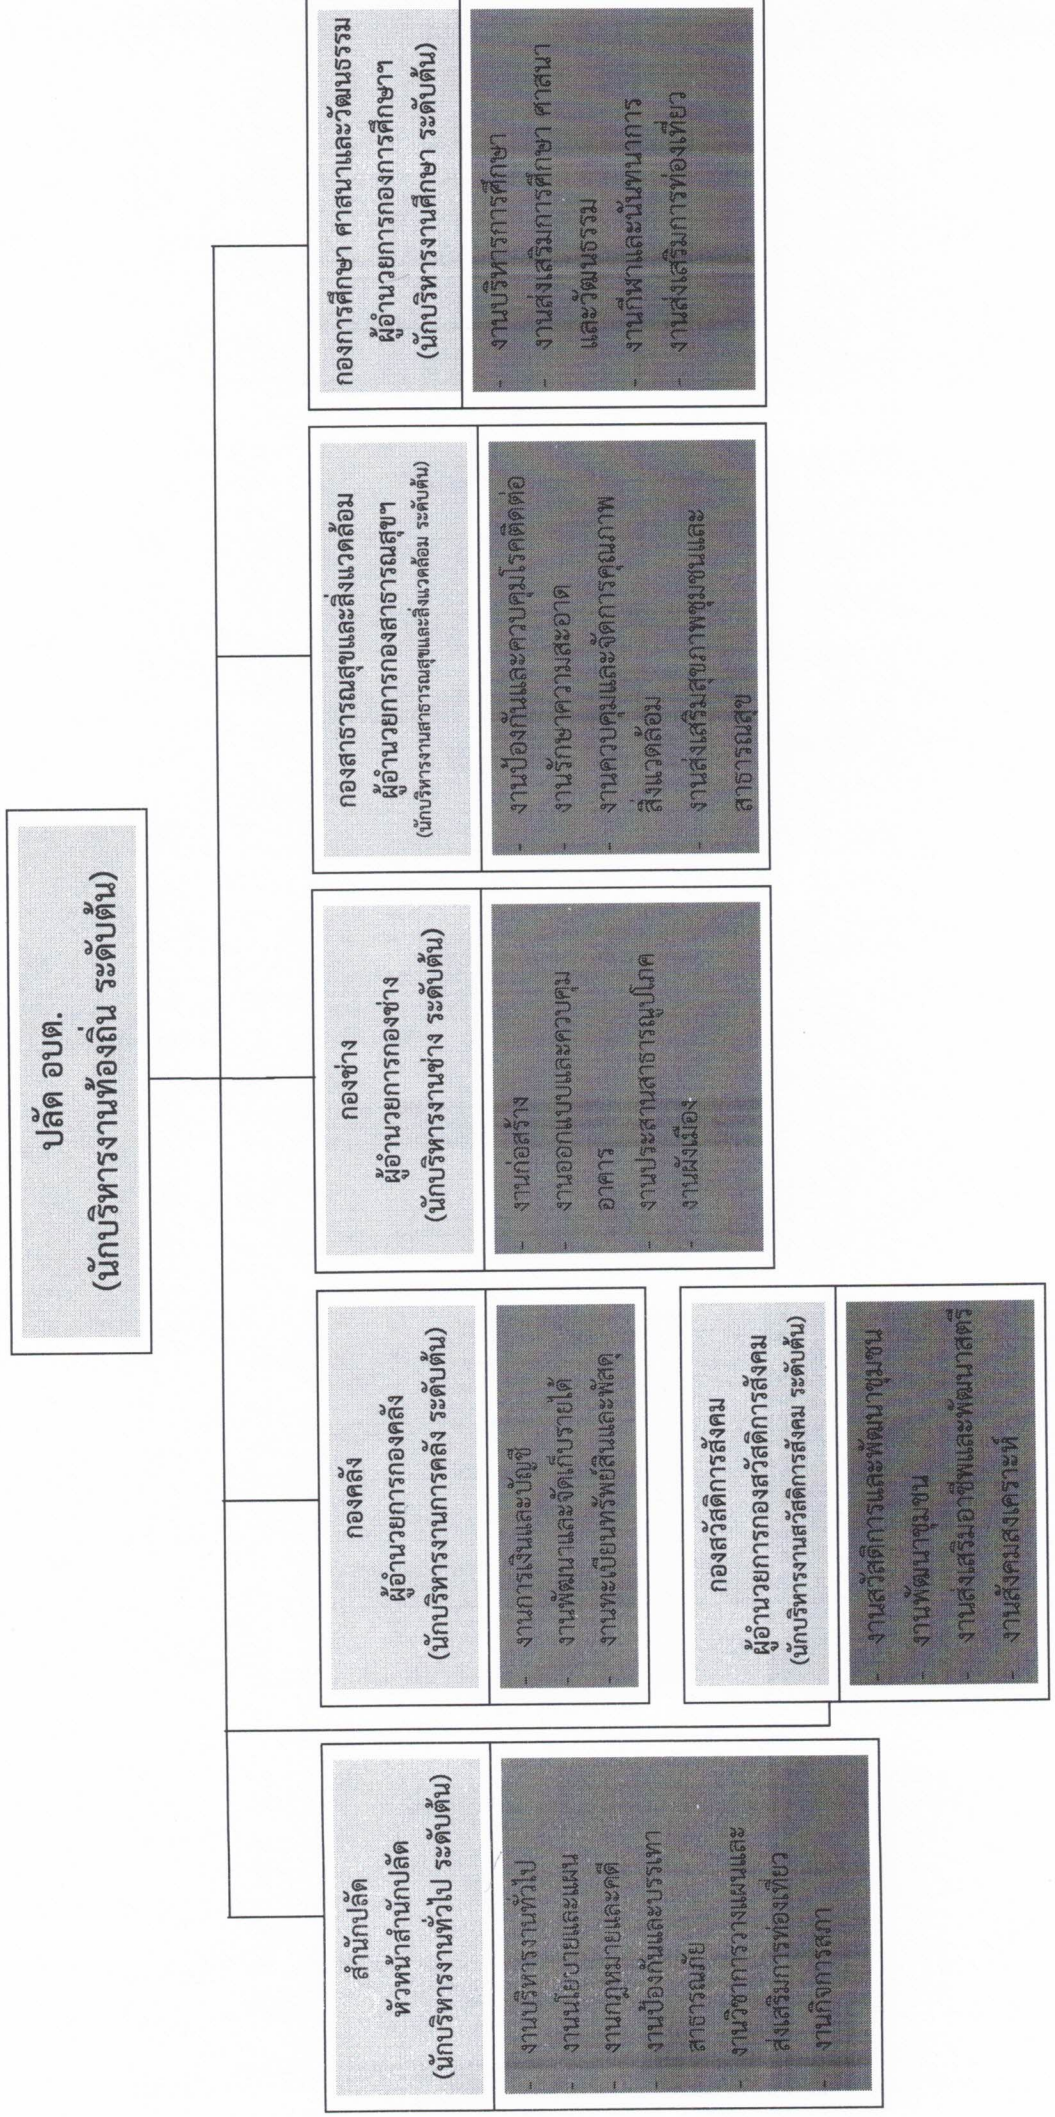 ปลัด อบต.
(นักบริหารงานท้องถิ่น ระดับต้น)
สำนักปลัด
หัวหน้าสำนักปลัด
(นักบริหารงานทั่วไป ระดับต้น)
- งานบริหารงานทั่วไป
- งานนโยบายและแผน
- งานกฎหมายและคดี
- งานป้องกันและบรรเทา
สาธารณภัย
- งานวิชาการวางแผนและ
ส่งเสริมการท่องเที่ยว
- งานกิจการสภา
กองคลัง
ผู้อำนวยการกองคลัง
(นักบริหารงานการคลัง ระดับต้น)
- งานการเงินและบัญชี
- งานพัฒนาและจัดเก็บรายได้
- งานทะเบียนทรัพย์สินและพัสดุ
กองสวัสดิการสังคม
ผู้อำนวยการกองสวัสดิการสังคม
(นักบริหารงานสวัสดิการสังคม ระดับต้น)
- งานสวัสดิการและพัฒนาชุมชน
- งานพัฒนาชุมชน
- งานส่งเสริมอาชีพและพัฒนาสตรี
- งานสังคมสงเคราะห์
กองช่าง
ผู้อำนวยการกองช่าง
(นักบริหารงานช่าง ระดับต้น)
- งานก่อสร้าง
- งานออกแบบและควบคุม
อาคาร
- งานประสานสาธารณูปโภค
- งานผังเมือง
กองสาธารณสุขและสิ่งแวดล้อม
ผู้อำนวยการกองสาธารณสุขฯ
(นักบริหารงานสาธารณสุขและสิ่งแวดล้อม ระดับต้น)
- งานป้องกันและควบคุมโรคติดต่อ
- งานรักษาความสะอาด
- งานควบคุมและจัดการคุณภาพ
สิ่งแวดล้อม
- งานส่งเสริมสุขภาพชุมชนและ
สาธารณสุข
กองการศึกษา ศาสนาและวัฒนธรรม
ผู้อำนวยการกองการศึกษาฯ
(นักบริหารงานศึกษา ระดับต้น)
- งานบริหารการศึกษา
- งานส่งเสริมการศึกษา ศาสนา
และวัฒนธรรม
- งานกีฬาและนันทนาการ
- งานส่งเสริมการท่องเที่ยว